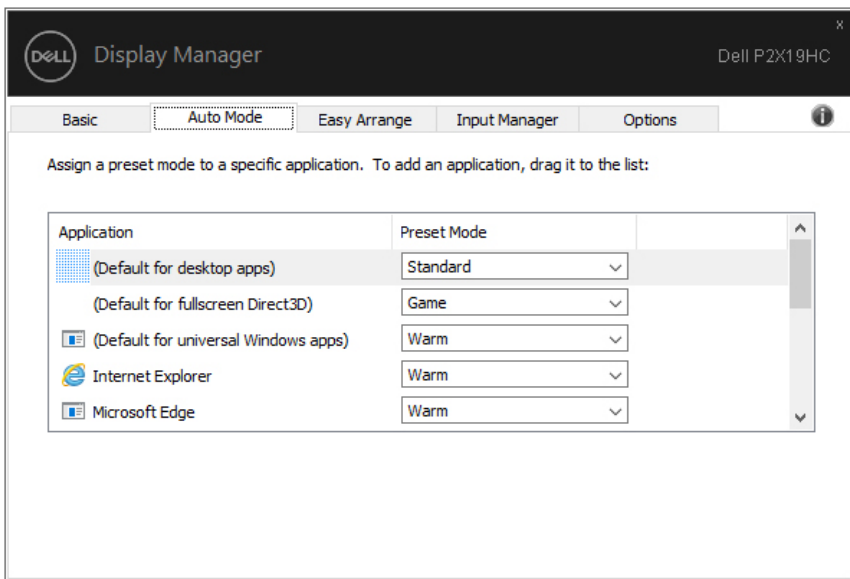 x
DELL Display Manager Dell P2X19HC
Basic Auto Mode Easy Arrange Input Manager Options
Assign a preset mode to a specific application. To add an application, drag it to the list:
Application Preset Mode
(Default for desktop apps) Standard
(Default for fullscreen Direct3D) Game
(Default for universal Windows apps) Warm
Internet Explorer Warm
Microsoft Edge Warm